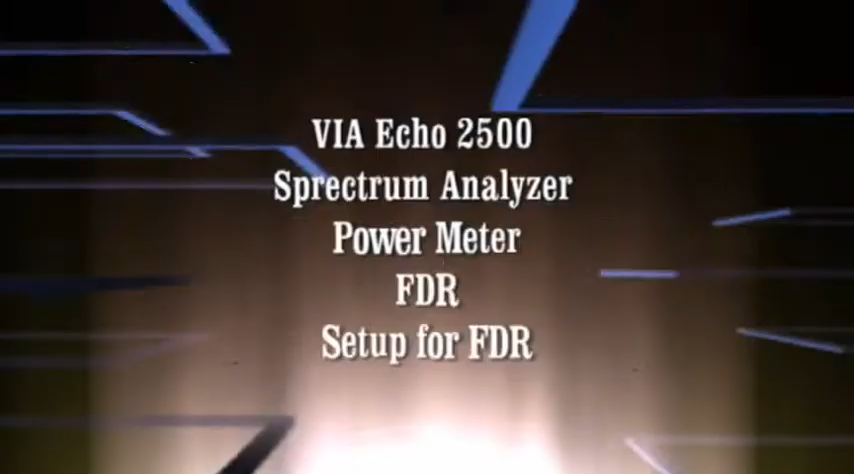 VIA Echo 2500
Sprectrum Analyzer
Power Meter
FDR
Setup for FDR